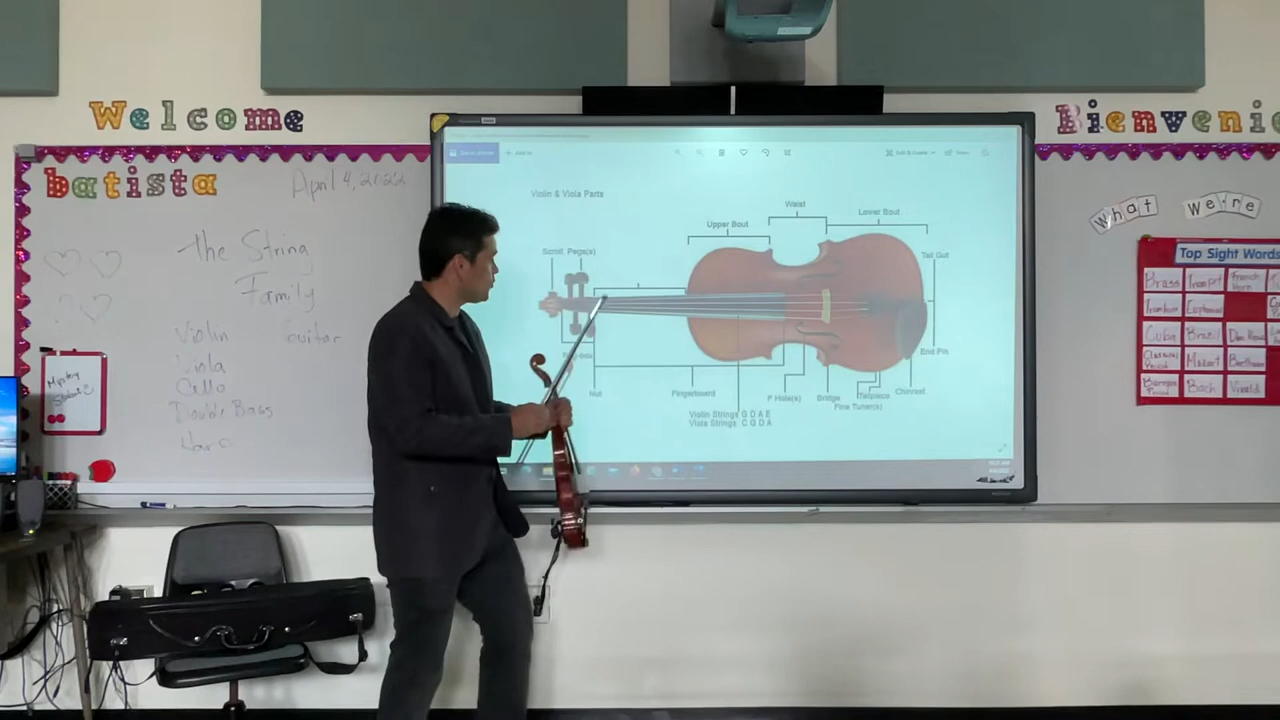 Welcome
batista
April 4, 2022
The String
Family
Violin Guitar
Viola
Cello
Double Bass
Mystery
Violin & Viola Parts
Waist
Upper Bout
Lower Bout
Scroll Pegs(s)
Tail Gut
End Pin
Nut
Fingerboard
F Hole(s)
Bridge
Tailpiece
Chinrest
Fine Tuner(s)
Violin Strings G D A E
Viola Strings C G D A
What We're
Top Sight Words
Brass Trumpet French Horn
Trombone
Cuba Brazil
Classical Period Mozart Beethoven
Baroque Period Bach Vivaldi